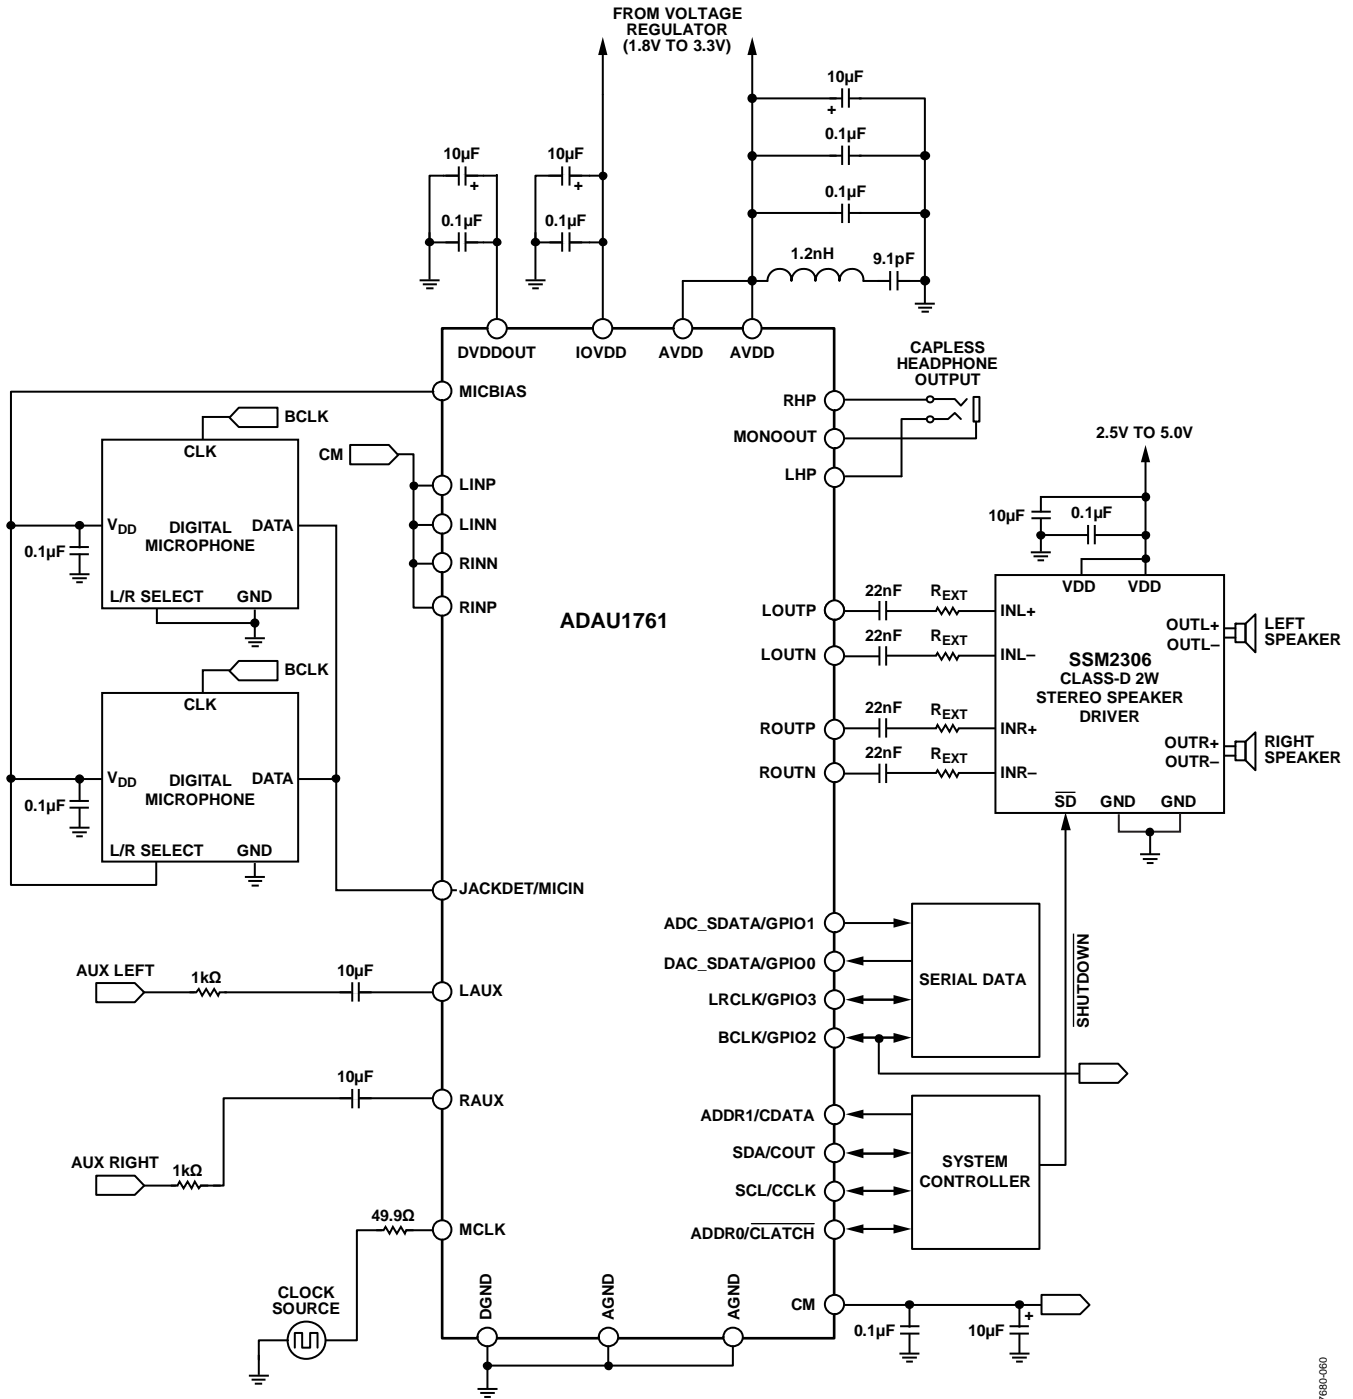 FROM VOLTAGE
REGULATOR
(1.8V TO 3.3V)
10µF
+
0.1µF
0.1µF
10µF
+
10µF
+
0.1µF
0.1µF
1.2nH
9.1pF
DVDDOUT
IOVDD
AVDD
AVDD
CAPLESS
HEADPHONE
OUTPUT
MICBIAS
RHP
MONOOUT
LHP
BCLK
CLK
CM
LINP
LINN
RINN
RINP
VDD
DIGITAL
MICROPHONE
DATA
0.1µF
L/R SELECT
GND
2.5V TO 5.0V
10µF
0.1µF
VDD
VDD
ADAU1761
LOUTP
22nF
REXT
INL+
LOUTN
22nF
REXT
INL–
ROUTP
22nF
REXT
INR+
ROUTN
22nF
REXT
INR–
OUTL+
OUTL–
LEFT
SPEAKER
SSM2306
CLASS-D 2W
STEREO SPEAKER
DRIVER
OUTR+
OUTR–
RIGHT
SPEAKER
SD
GND
GND
BCLK
CLK
VDD
DIGITAL
MICROPHONE
DATA
0.1µF
L/R SELECT
GND
JACKDET/MICIN
ADC_SDATA/GPIO1
DAC_SDATA/GPIO0
LRCLK/GPIO3
BCLK/GPIO2
SERIAL DATA
SHUTDOWN
AUX LEFT
1kΩ
10µF
LAUX
10µF
RAUX
AUX RIGHT
1kΩ
ADDR1/CDATA
SDA/COUT
SCL/CCLK
ADDR0/CLATCH
SYSTEM
CONTROLLER
49.9Ω
MCLK
CLOCK
SOURCE
DGND
AGND
AGND
CM
0.1µF
10µF
+
7680-060